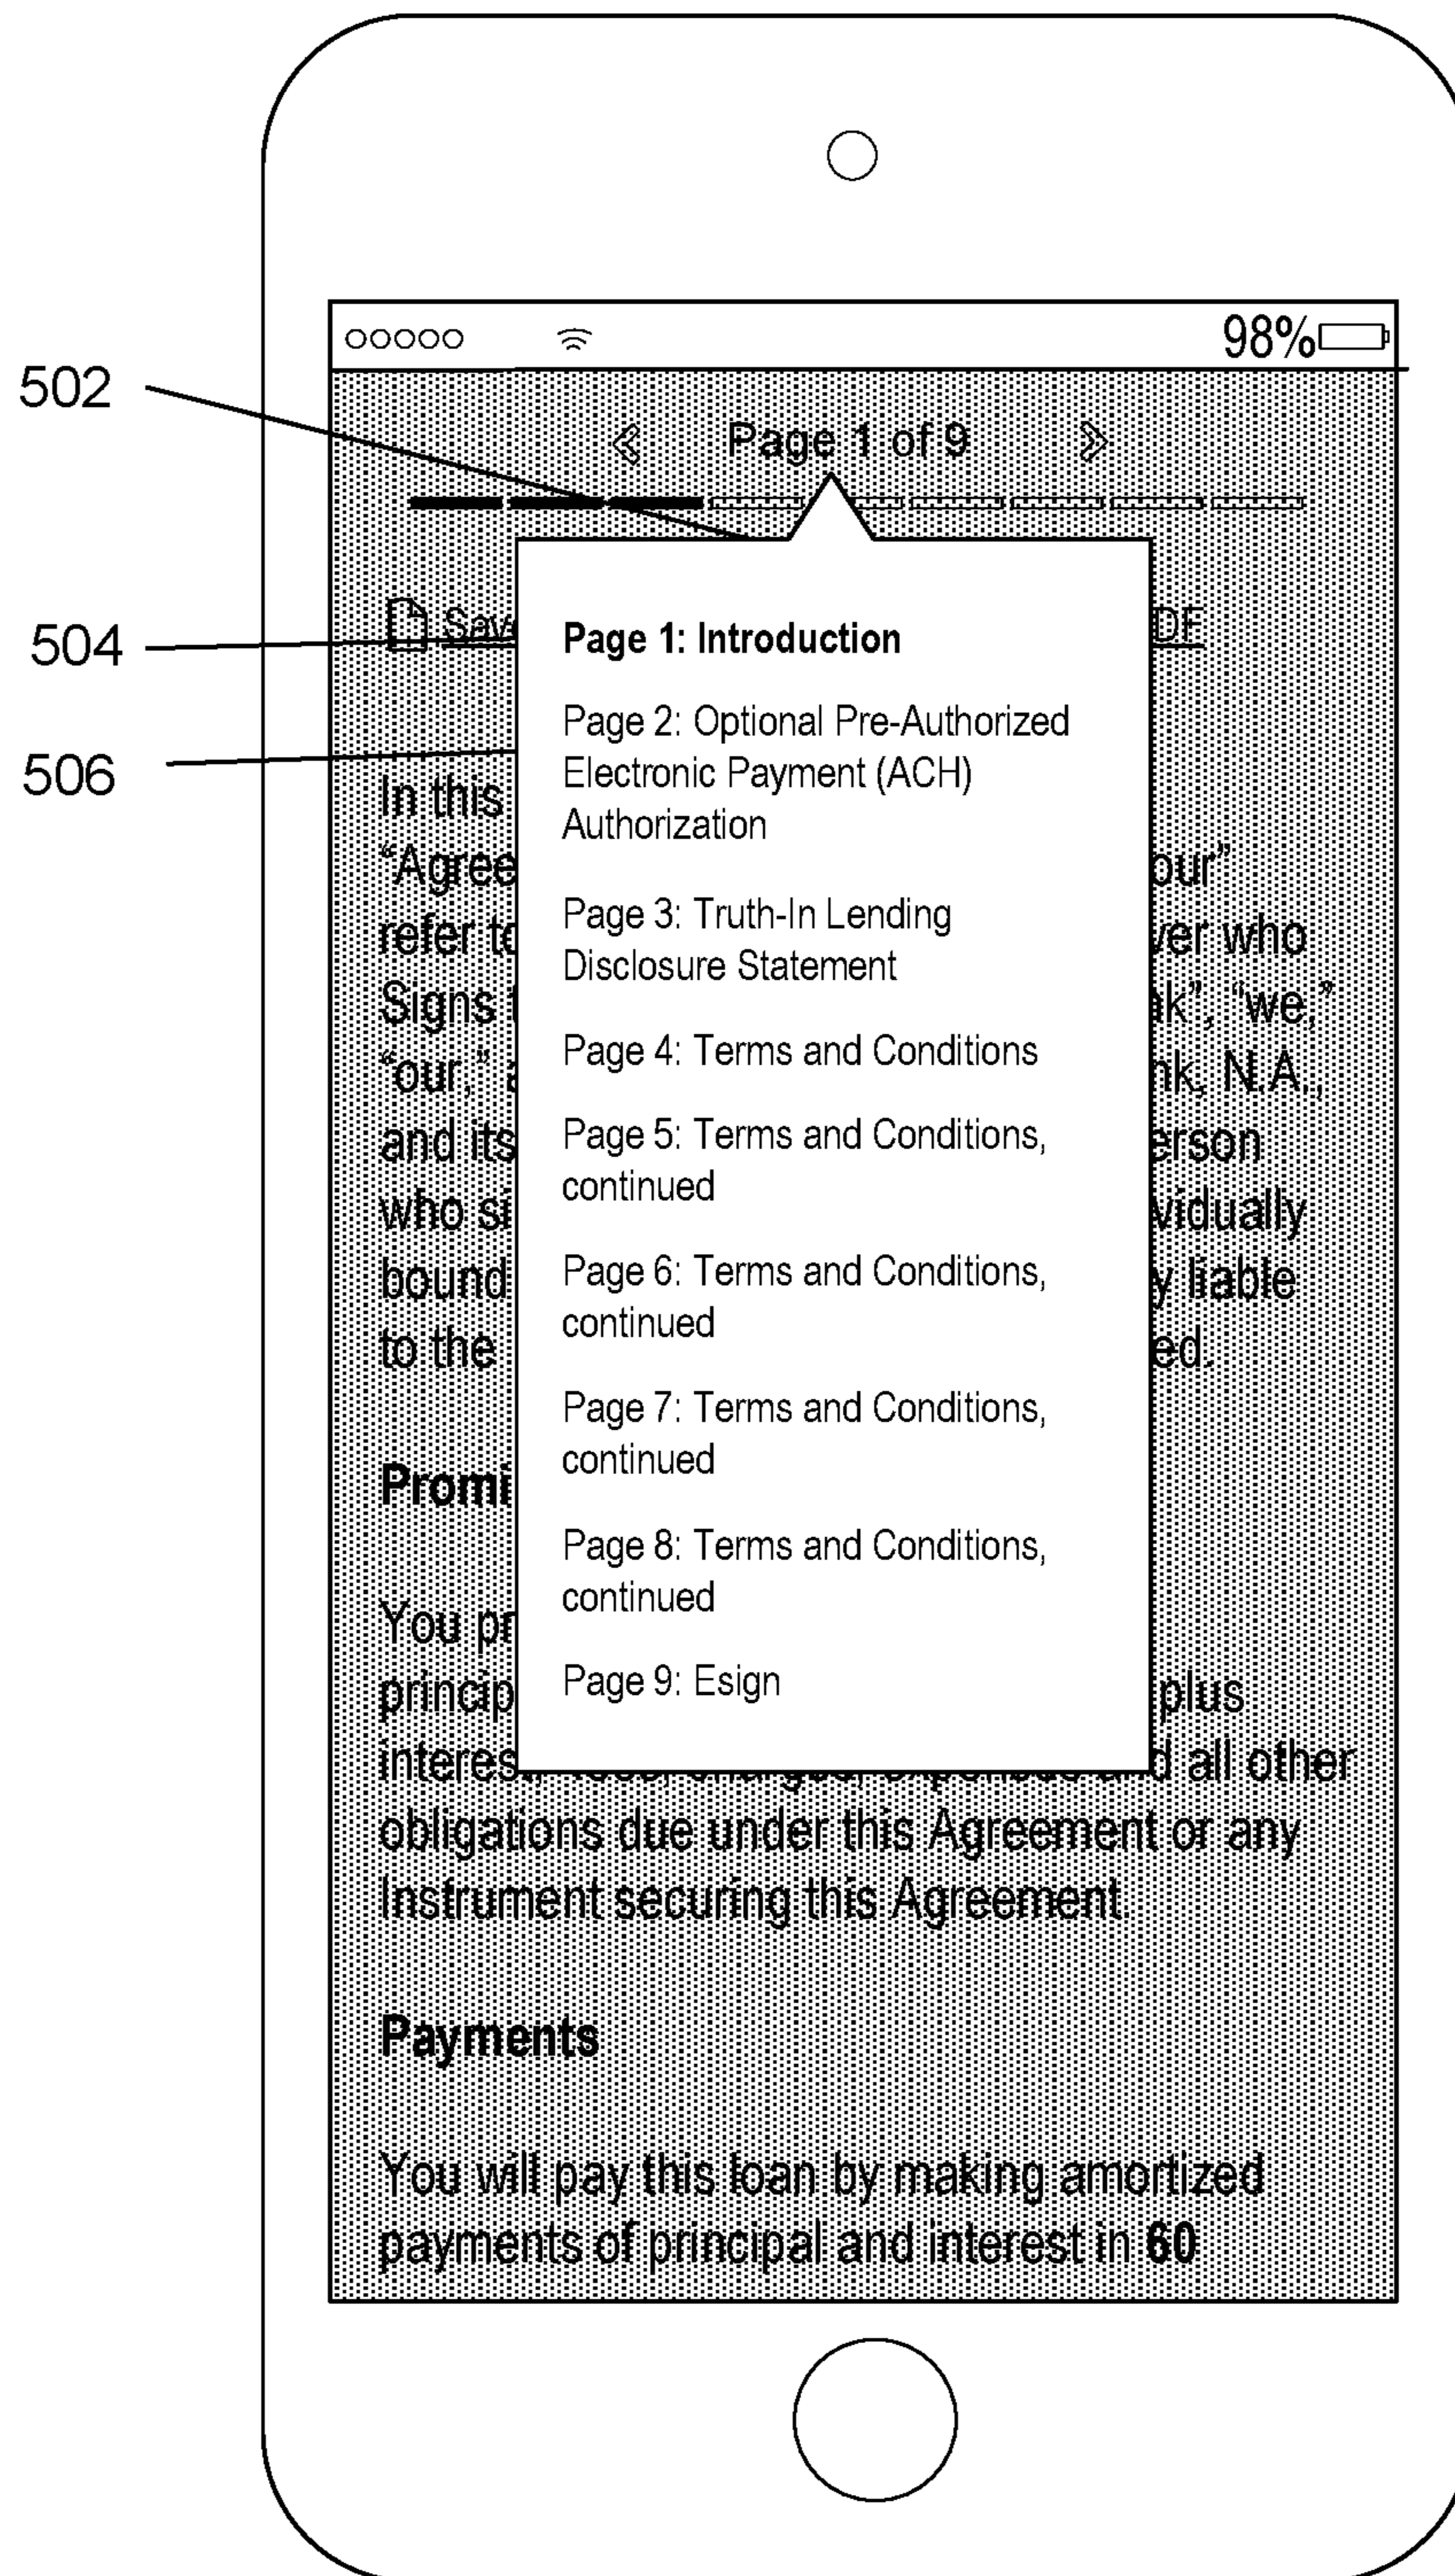 98%
502
Page 1 of 9
504
Save
DF
Page 1: Introduction
506
Page 2: Optional Pre-Authorized
Electronic Payment (ACH)
Authorization
Page 3: Truth-In Lending
Disclosure Statement
Page 4: Terms and Conditions
Page 5: Terms and Conditions,
continued
Page 6: Terms and Conditions,
continued
Page 7: Terms and Conditions,
continued
Page 8: Terms and Conditions,
continued
Page 9: Esign
In this
“Agree our”
refer to ver who
Signs nk”, “we,”
“our,” nk, N.A.,
and its erson
who si vidually
bound y liable
to the ed.
Promi
You pr
princip plus
interes all other
obligations due under this Agreement or any
Instrument securing this Agreement.
Payments
You will pay this loan by making amortized
payments of principal and interest in 60